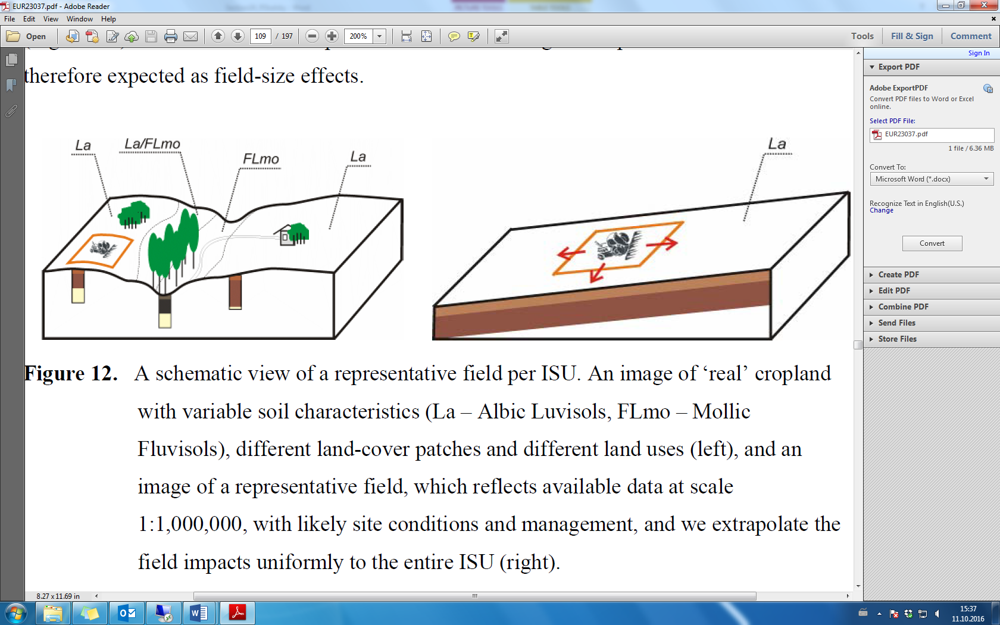 EUR23037.pdf - Adobe Reader
File Edit View Window Help
Open 109 / 197 200% Tools Fill & Sign Comment
Sign In
therefore expected as field-size effects.
La La/FLmo FLmo La
La
Figure 12. A schematic view of a representative field per ISU. An image of ‘real’ cropland
with variable soil characteristics (La – Albic Luvisols, FLmo – Mollic
Fluvisols), different land-cover patches and different land uses (left), and an
image of a representative field, which reflects available data at scale
1:1,000,000, with likely site conditions and management, and we extrapolate the
field impacts uniformly to the entire ISU (right).
8.27 x 11.69 in
Export PDF
Adobe ExportPDF
Convert PDF files to Word or Excel
online.
Select PDF File:
EUR23037.pdf
1 file / 6.36 MB
Convert To:
Microsoft Word (*.docx)
Recognize Text in English(U.S.)
Change
Convert
Create PDF
Edit PDF
Combine PDF
Send Files
Store Files
15:37
11.10.2016